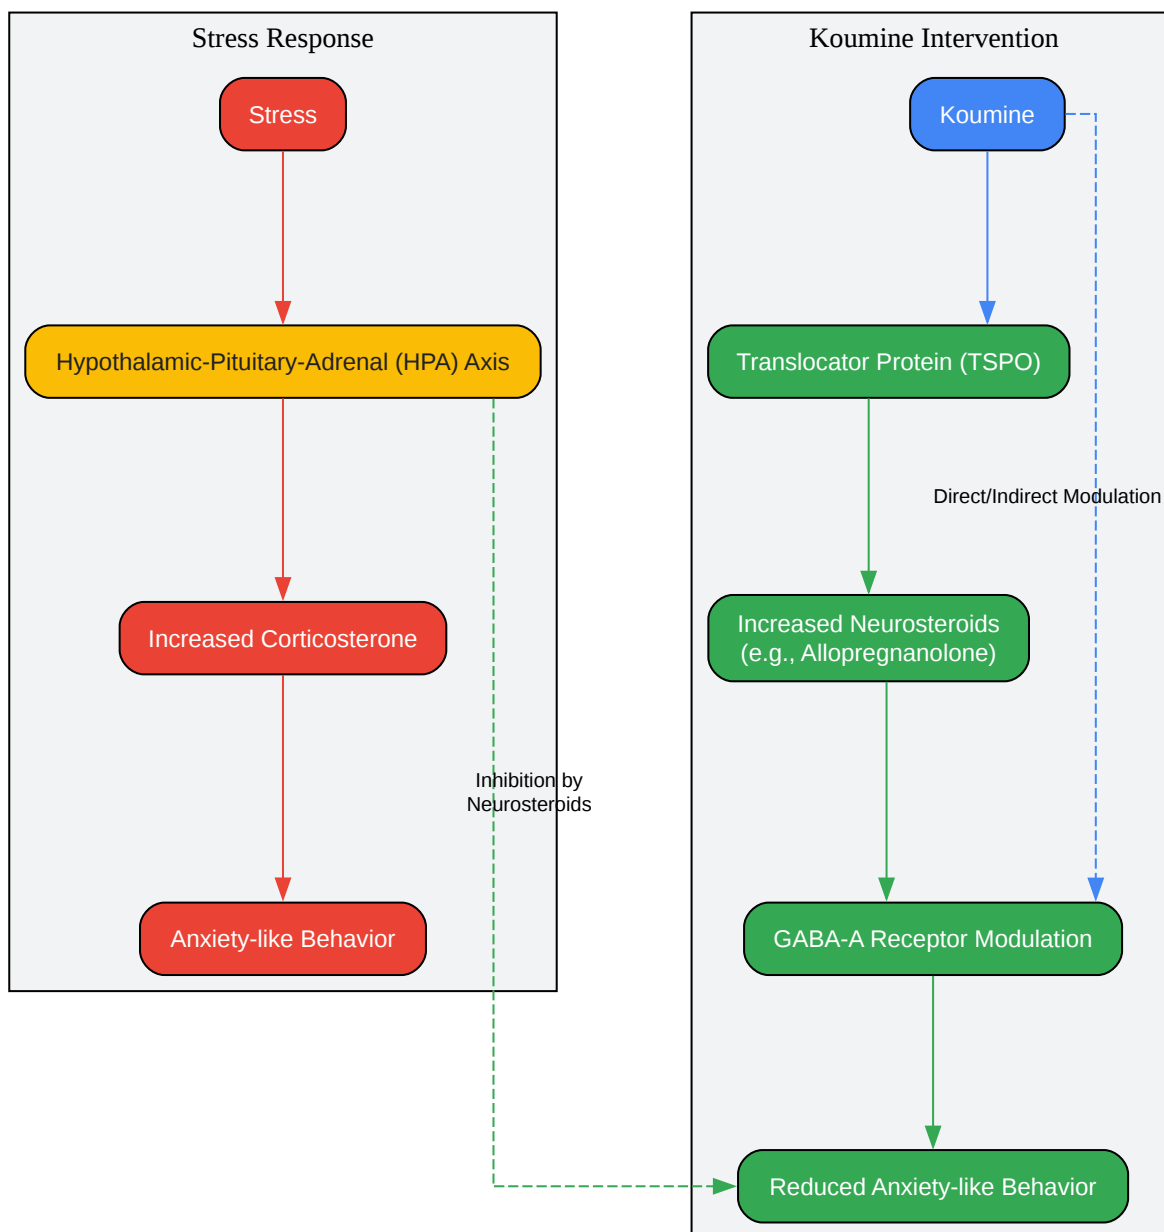 Stress Response
Stress
Hypothalamic-Pituitary-Adrenal (HPA) Axis
Increased Corticosterone
Inhibition by
Neurosteroids
Anxiety-like Behavior
Koumine Intervention
Koumine
Translocator Protein (TSPO)
Direct/Indirect Modulation
Increased Neurosteroids
(e.g., Allopregnanolone)
GABA-A Receptor Modulation
Reduced Anxiety-like Behavior